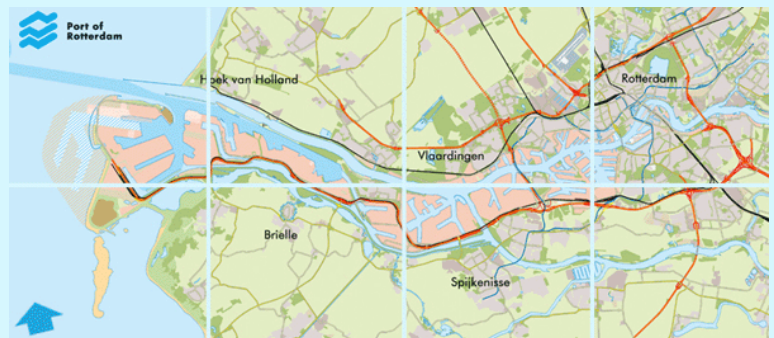 Port of
Rotterdam
Hoek van Holland
Rotterdam
Vlaardingen
Brielle
Spijkenisse